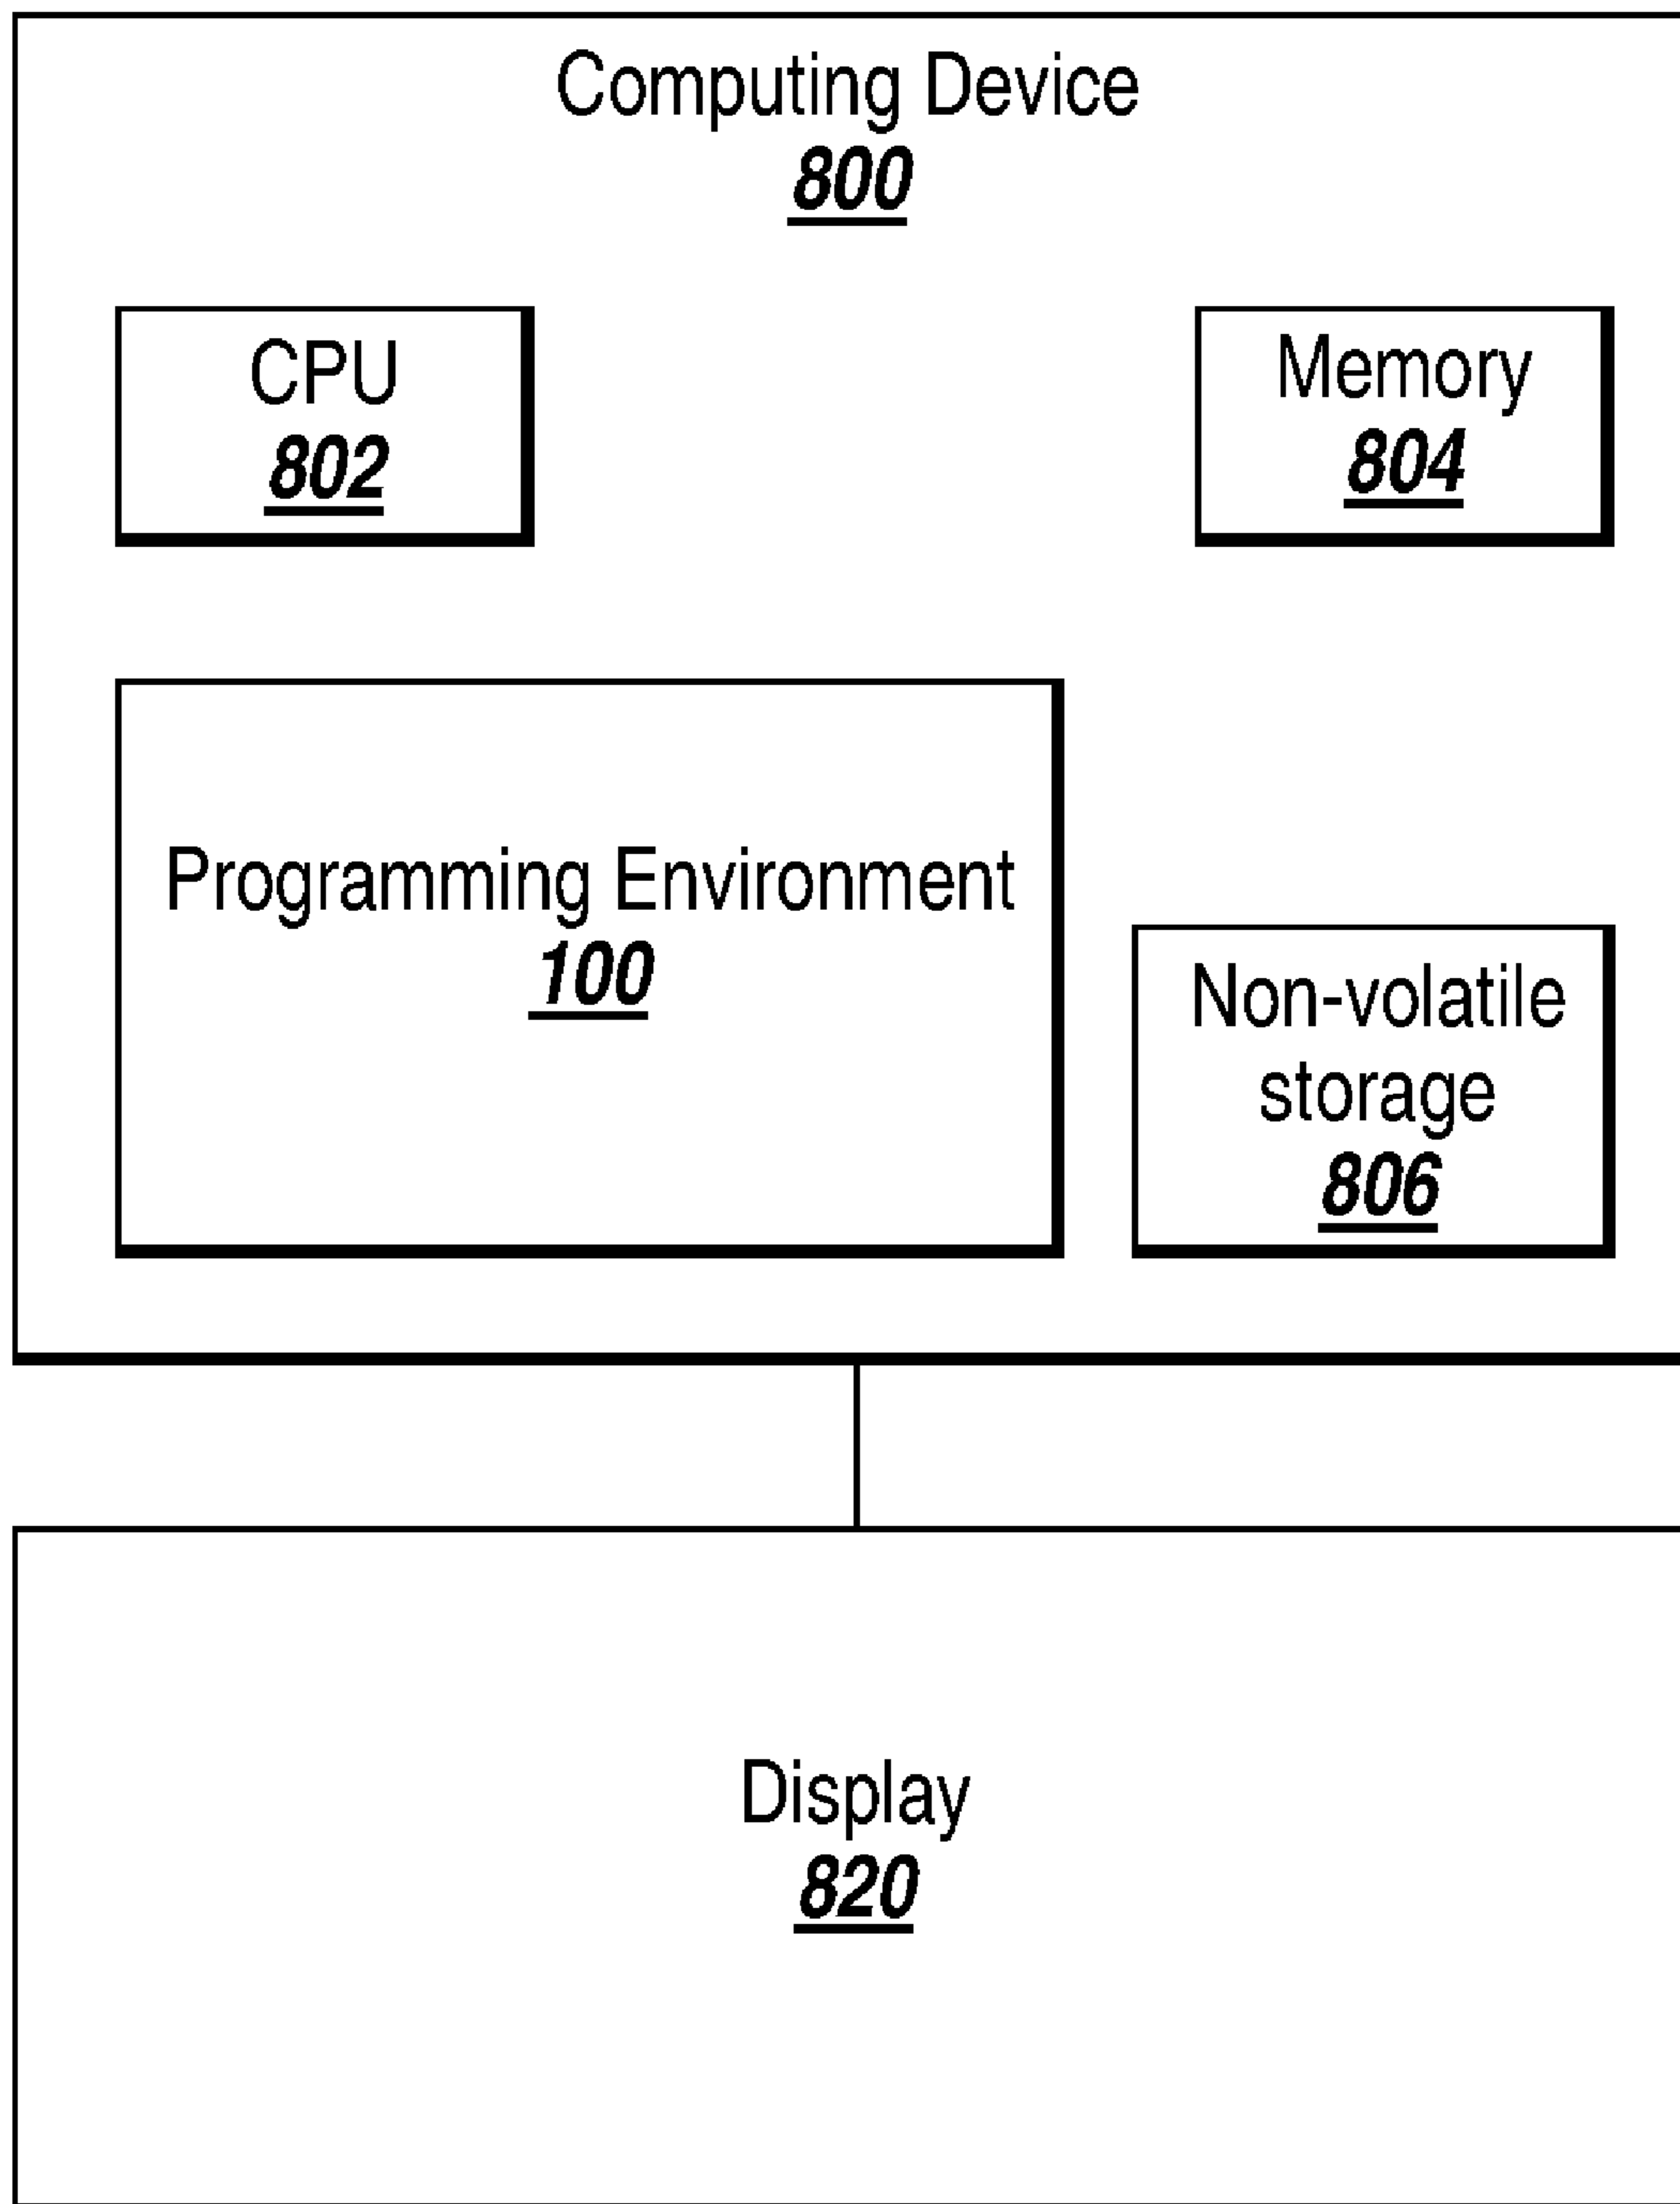 Computing Device
800
CPU
802
Memory
804
Programming Environment
100
Non-volatile
storage
806
Display
820